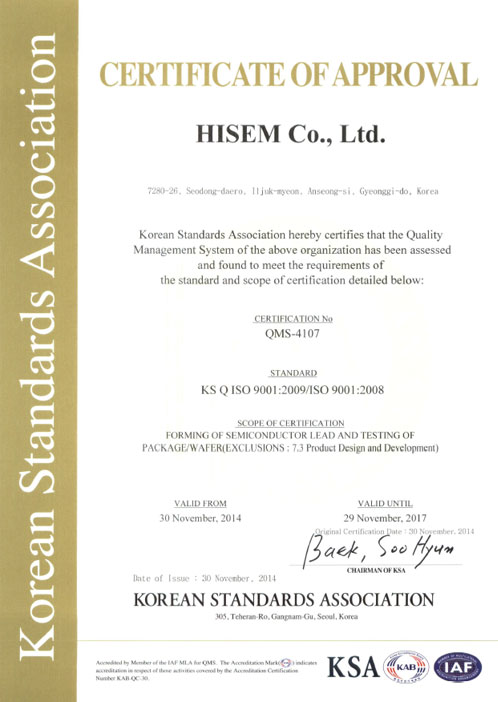 Korean Standards Association
CERTIFICATE OF APPROVAL
HISEM Co., Ltd.
7280-26, Seodong-daero, Iljuk-myeon, Anseong-si, Gyeonggi-do, Korea
Korean Standards Association hereby certifies that the Quality
Management System of the above organization has been assessed
and found to meet the requirements of
the standard and scope of certification detailed below:
CERTIFICATION No
QMS-4107
STANDARD
KS Q ISO 9001:2009/ISO 9001:2008
SCOPE OF CERTIFICATION
FORMING OF SEMICONDUCTOR LEAD AND TESTING OF
PACKAGE/WAFER(EXCLUSIONS : 7.3 Product Design and Development)
VALID FROM
30 November, 2014
VALID UNTIL
29 November, 2017
Original Certification Date : 30 November, 2014
Baek, Soo Hyun
CHAIRMAN OF KSA
Date of Issue : 30 November, 2014
KOREAN STANDARDS ASSOCIATION
305, Teheran-Ro, Gangnam-Gu, Seoul, Korea
Accredited by Member of the IAF MLA for QMS. The Accreditation Mark( ) indicates
accreditation in respect of those activities covered by the Accreditation Certification
Number KAB-QC-30.
KSA
KAB
IAF